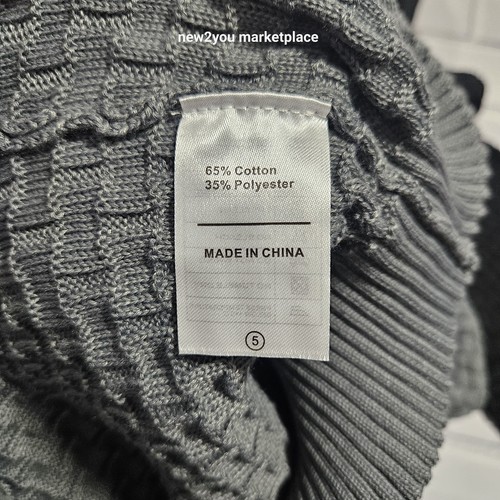 new2you marketplace
65% Cotton
35% Polyester
MADE IN CHINA
5